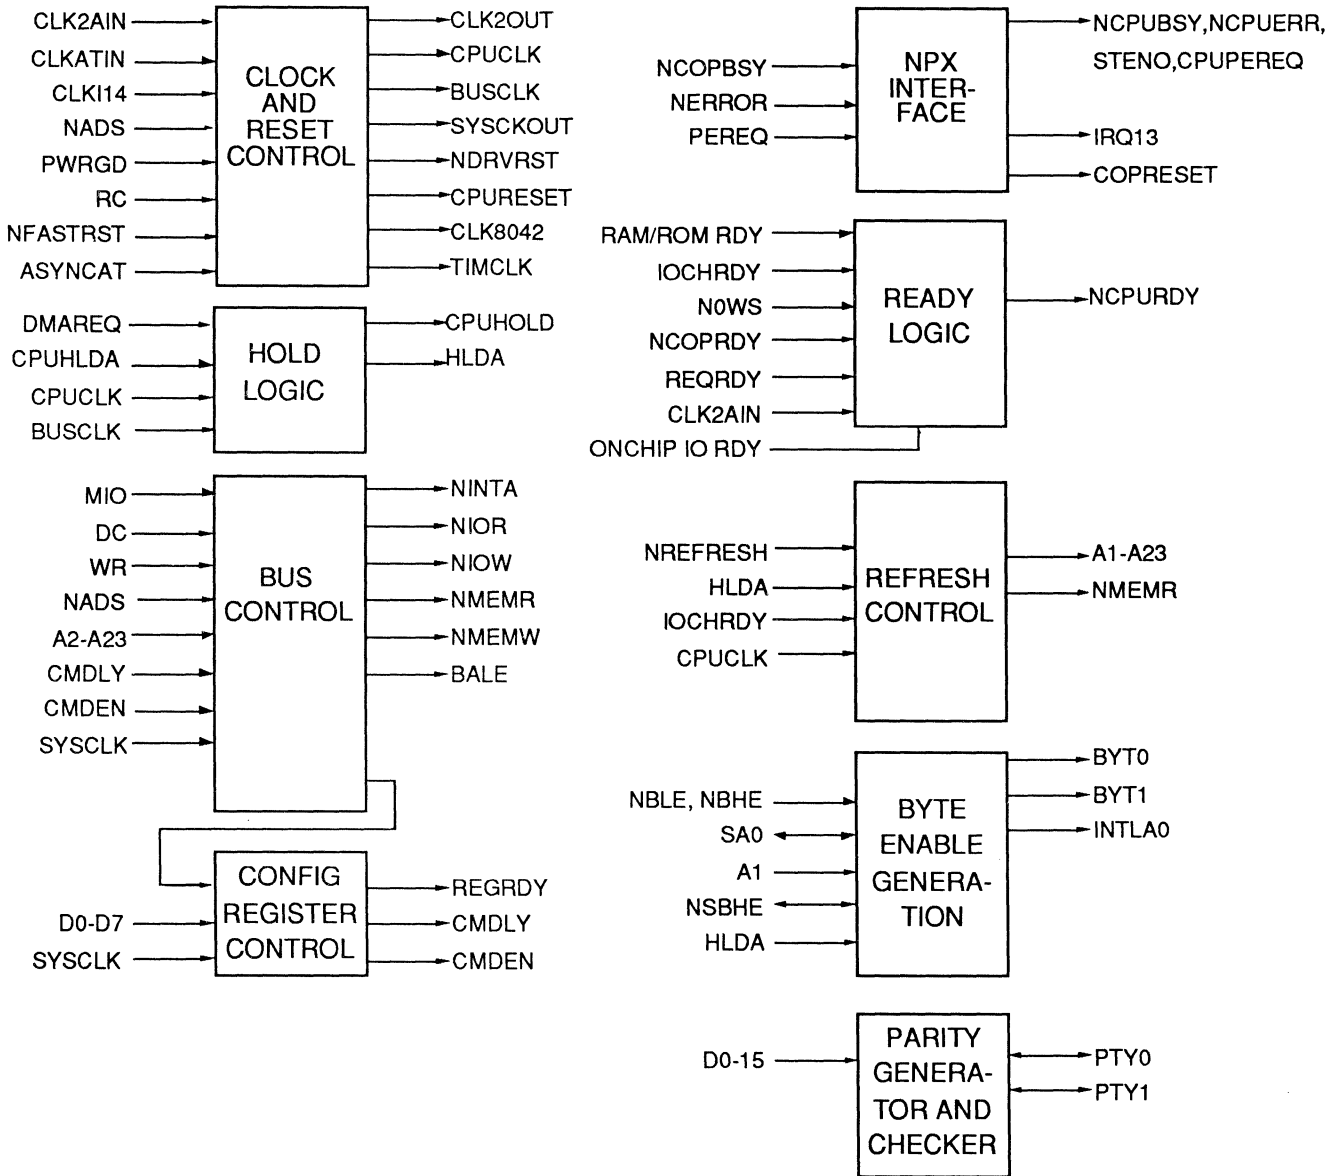 CLK2AIN
CLKATIN
CLKI14
NADS
PWRGD
RC
NFASTRST
ASYNCAT
CLOCK
AND
RESET
CONTROL
CLK2OUT
CPUCLK
BUSCLK
SYSCKOUT
NDRVRST
CPURESET
CLK8042
TIMCLK
DMAREQ
CPUHLDA
CPUCLK
BUSCLK
HOLD
LOGIC
CPUHOLD
HLDA
MIO
DC
WR
NADS
A2-A23
CMDLY
CMDEN
SYSCLK
BUS
CONTROL
NINTA
NIOR
NIOW
NMEMR
NMEMW
BALE
D0-D7
SYSCLK
CONFIG
REGISTER
CONTROL
REGRDY
CMDLY
CMDEN
NCOPBSY
NERROR
PEREQ
NPX
INTER-
FACE
NCPUBSY,NCPUERR,
STENO,CPUPEREQ
IRQ13
COPRESET
RAM/ROM RDY
IOCHRDY
N0WS
NCOPRDY
REQRDY
CLK2AIN
ONCHIP IO RDY
READY
LOGIC
NCPURDY
NREFRESH
HLDA
IOCHRDY
CPUCLK
REFRESH
CONTROL
A1-A23
NMEMR
NBLE, NBHE
SA0
A1
NSBHE
HLDA
BYTE
ENABLE
GENERA-
TION
BYT0
BYT1
INTLA0
D0-15
PARITY
GENERA-
TOR AND
CHECKER
PTY0
PTY1